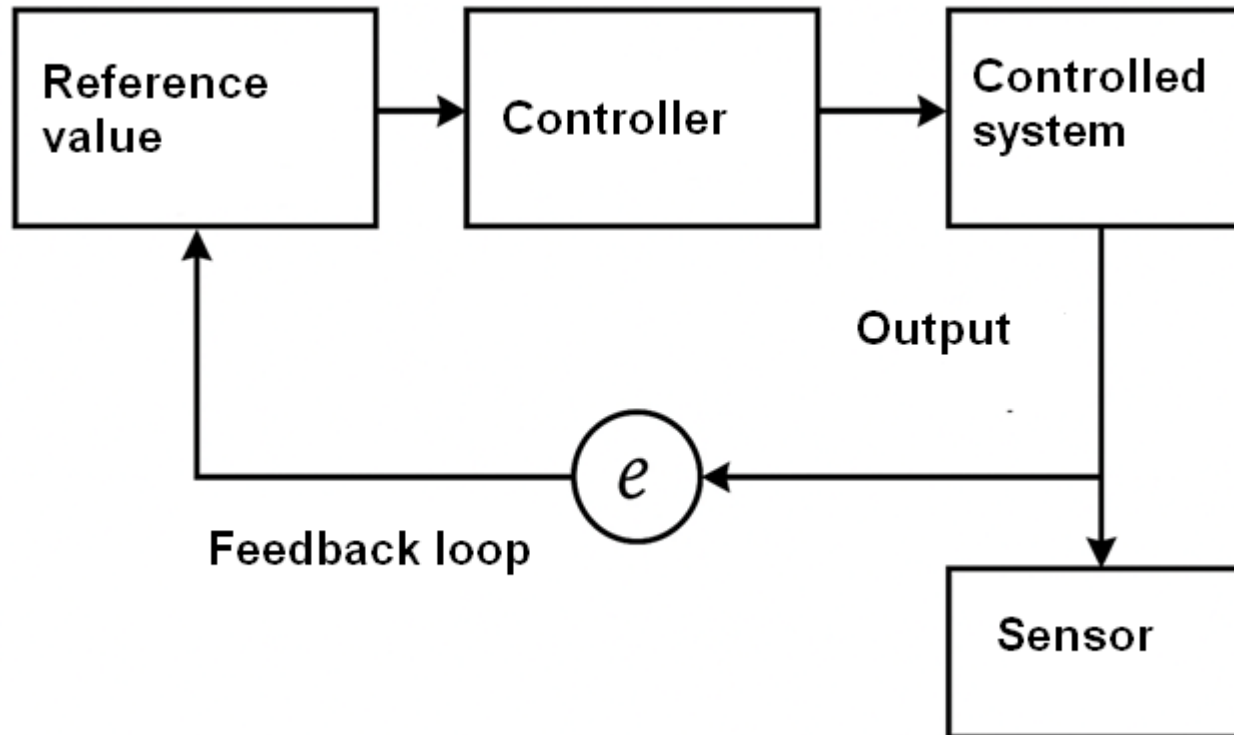 Reference
value
Controller
Controlled
system
Output
e
Feedback loop
Sensor